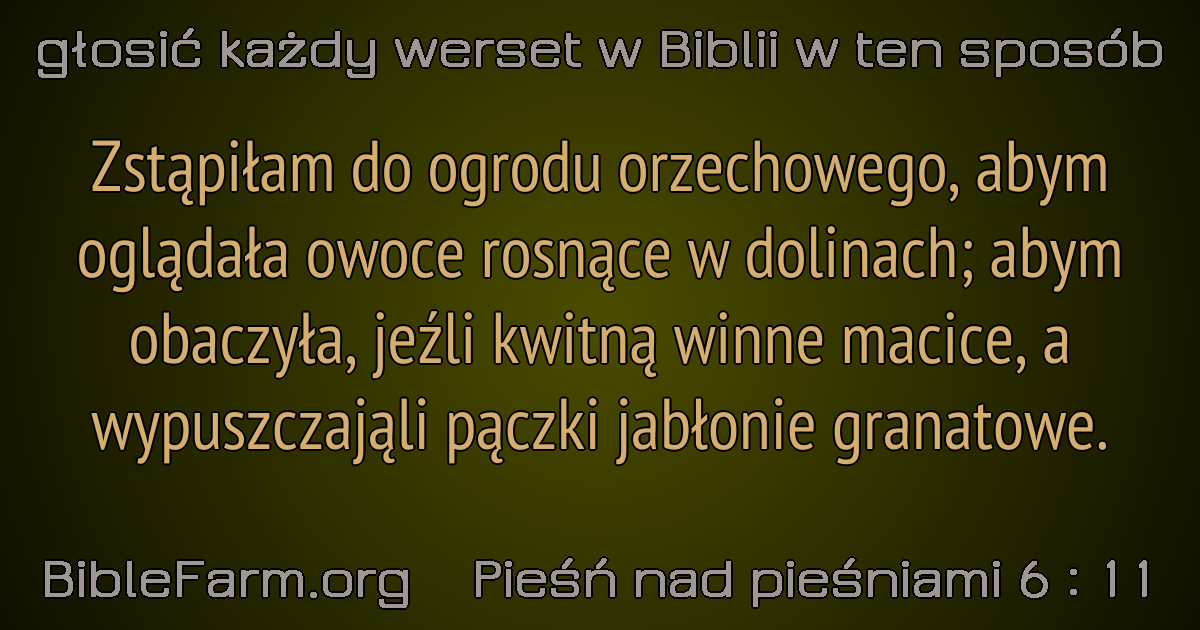 głosić każdy werset w Biblii w ten sposób
Zstąpiłam do ogrodu orzechowego, abym
oglądała owoce rosnące w dolinach; abym
obaczyła, jeźli kwitną winne macice, a
wypuszczająli pączki jabłonie granatowe.
BibleFarm.org Pieśń nad pieśniami 6 : 11